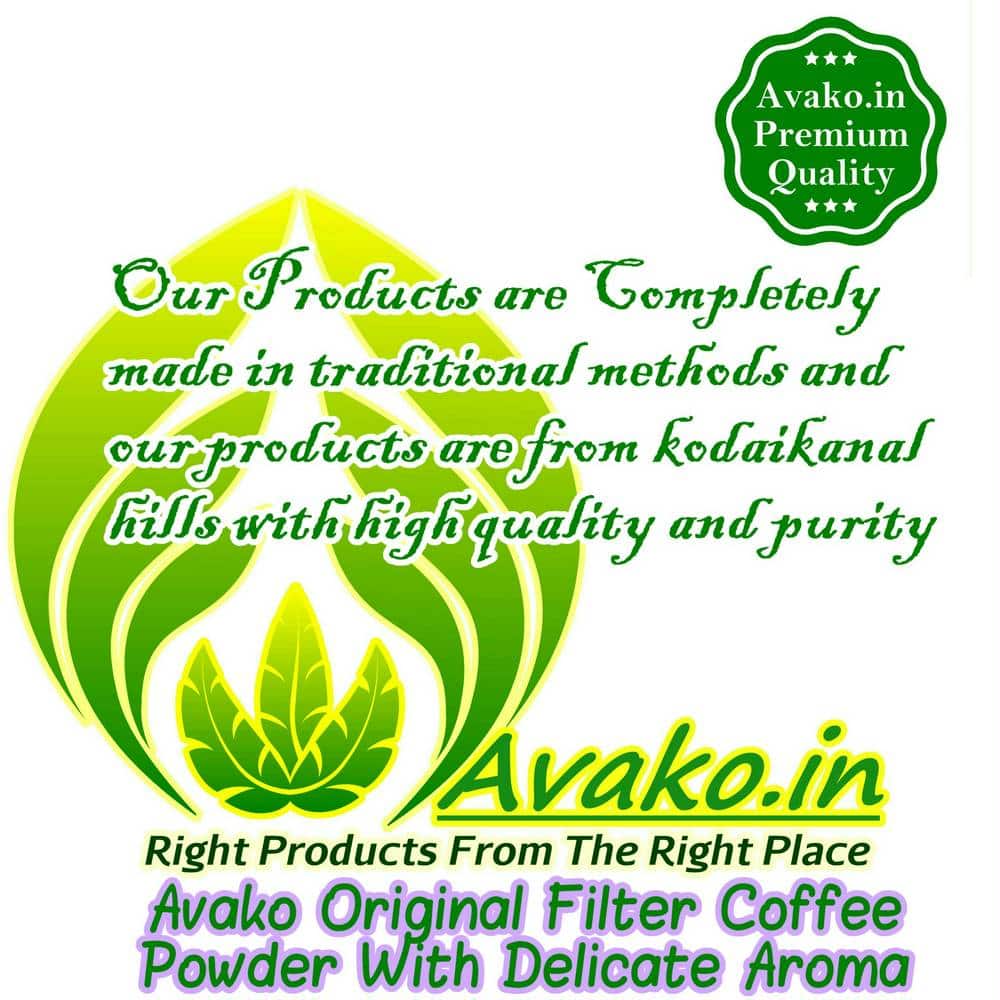 Avako.in
Premium
Quality
Our Products are Completely
made in traditional methods and
our products are from kodaikanal
hills with high quality and purity
Avako.in
Right Products From The Right Place
Avako Original Filter Coffee
Powder With Delicate Aroma